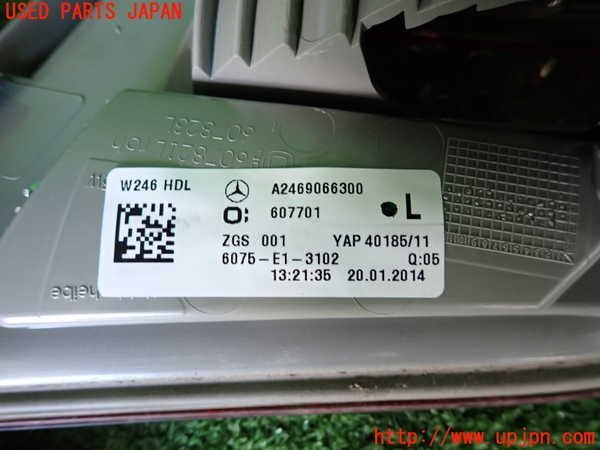 USED PARTS JAPAN
W246 HDL A2469066300
607701 L
ZGS 001 YAP 40185/11
6075-E1-3102 Q:05
13:21:35 20.01.2014
http://www.upjpn.com